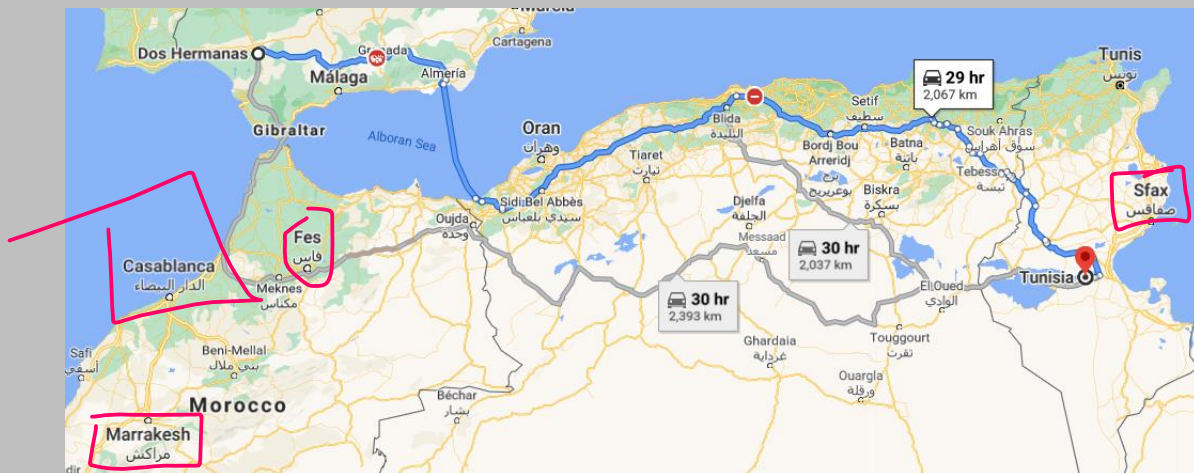 Murcia
Cartagena
Dos Hermanas
Granada
Málaga
Almería
Gibraltar
Alboran Sea
Tunis
تونس
29 hr
2,067 km
Oran
وهران
Blida
البليدة
Setif
سطيف
Souk Ahras
سوق أهراس
Tiaret
تيارت
Bordj Bou
Arreridj
برج
بوعريريج
Batna
باتنة
Tebessa
تبسة
Sfax
صفاقس
Sidi Bel Abbès
سيدي بلعباس
Biskra
بسكرة
Djelfa
الجلفة
Oujda
وجدة
Fes
فاس
Messaad
مسعد
30 hr
2,037 km
Casablanca
الدار البيضاء
Meknes
مكناس
El Oued
الوادي
Tunisia
30 hr
2,393 km
Safi
آسفي
Beni-Mellal
بني ملال
Ghardaia
غرداية
Touggourt
تقرت
Ouargla
ورقلة
Béchar
بشار
Morocco
Marrakesh
مراكش
dir